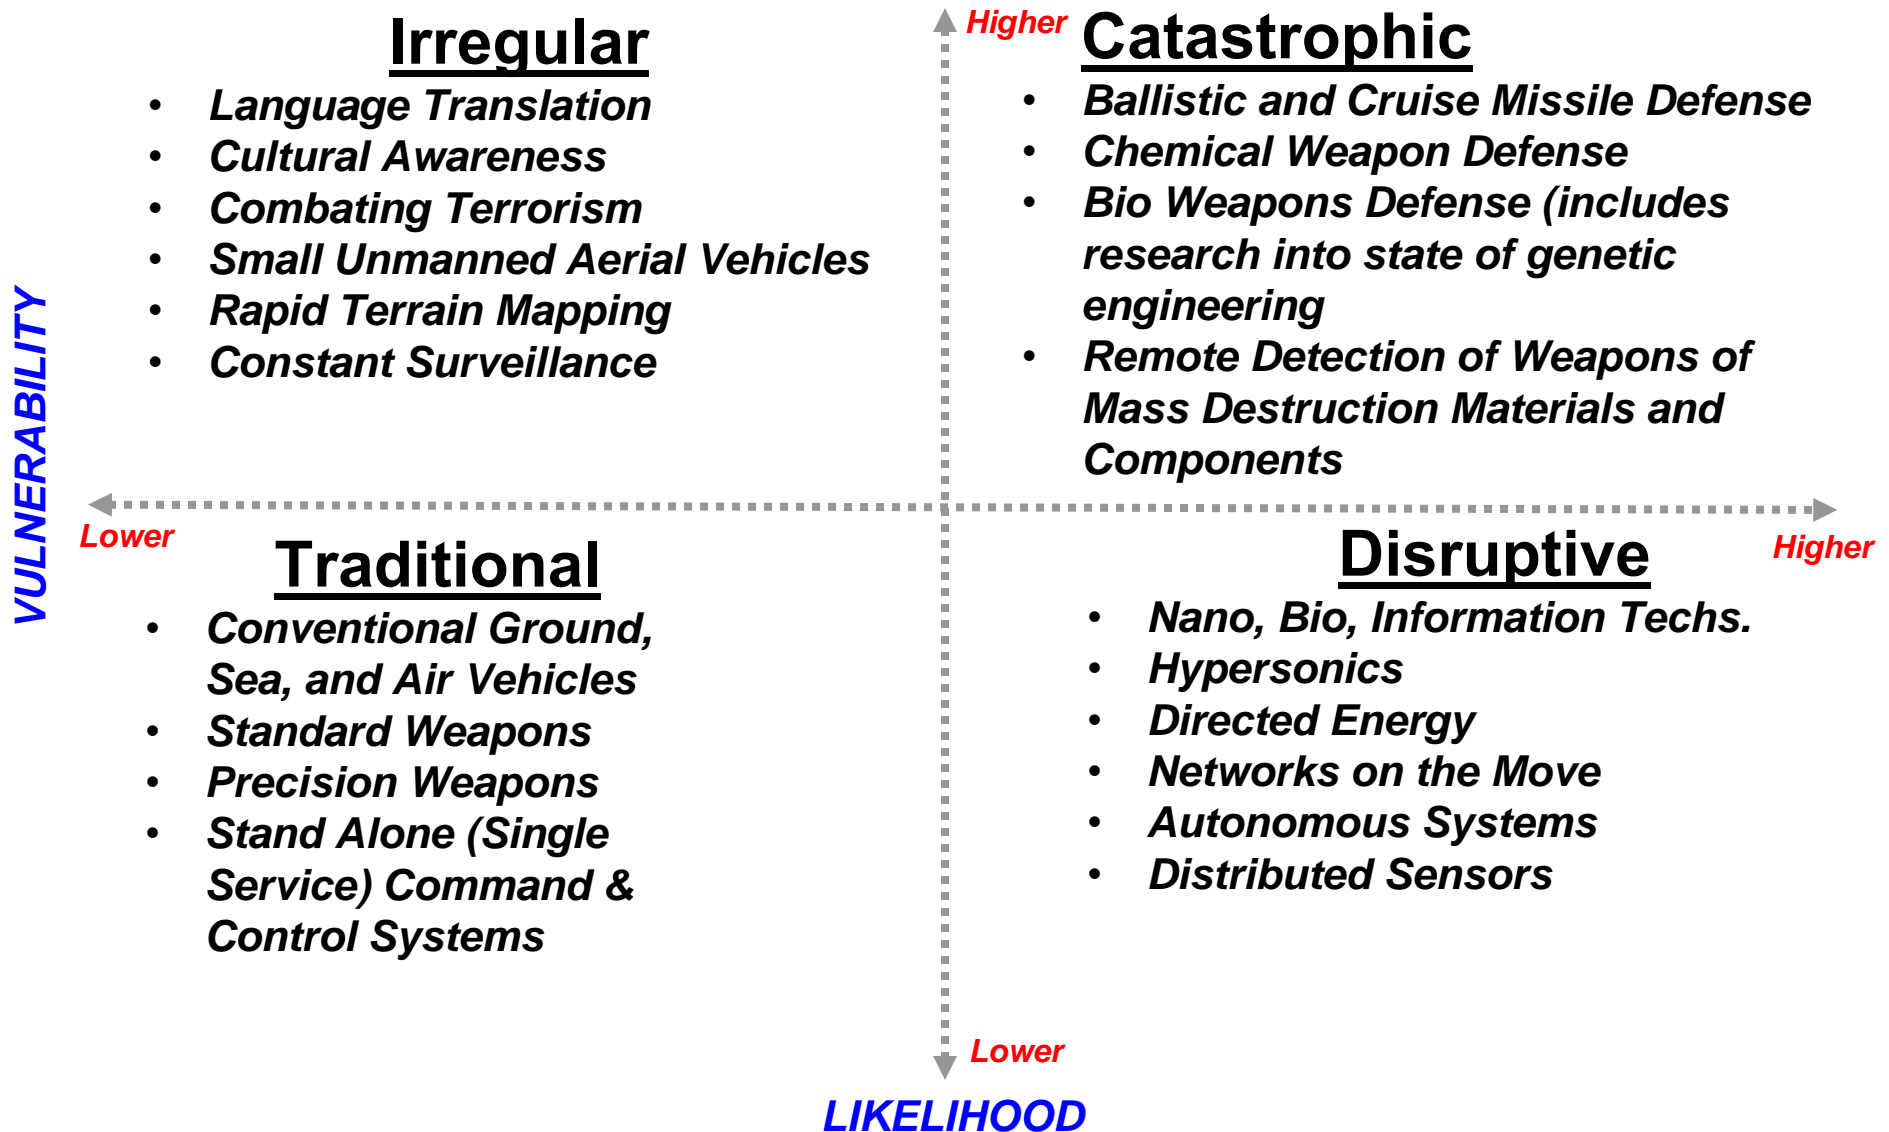 Irregular
• Language Translation
• Cultural Awareness
• Combating Terrorism
• Small Unmanned Aerial Vehicles
• Rapid Terrain Mapping
• Constant Surveillance
Higher
Catastrophic
• Ballistic and Cruise Missile Defense
• Chemical Weapon Defense
• Bio Weapons Defense (includes
research into state of genetic
engineering
• Remote Detection of Weapons of
Mass Destruction Materials and
Components
VULNERABILITY
Lower
Traditional
• Conventional Ground,
Sea, and Air Vehicles
• Standard Weapons
• Precision Weapons
• Stand Alone (Single
Service) Command &
Control Systems
Disruptive
Higher
• Nano, Bio, Information Techs.
• Hypersonics
• Directed Energy
• Networks on the Move
• Autonomous Systems
• Distributed Sensors
Lower
LIKELIHOOD